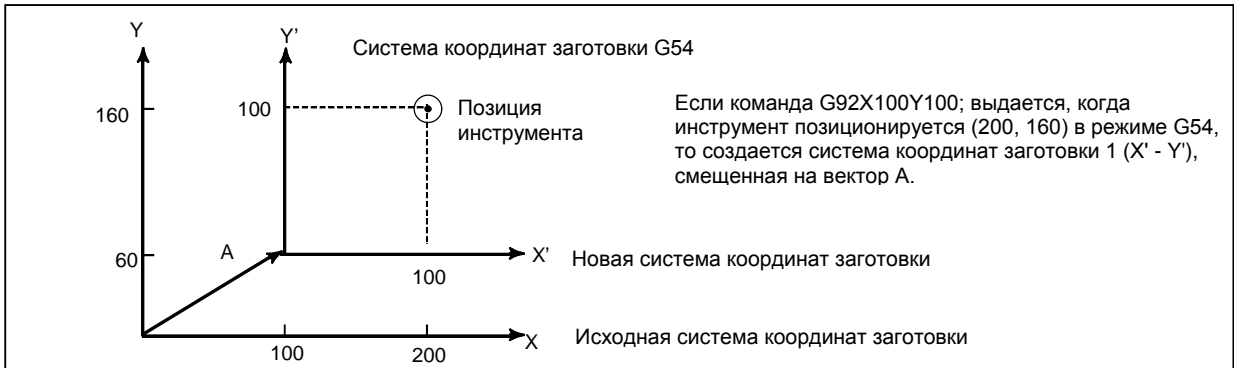 Y
Y’
Система координат заготовки G54
160
100
Позиция
инструмента
Если команда G92X100Y100; выдается, когда
инструмент позиционируется (200, 160) в режиме G54,
то создается система координат заготовки 1 (X' - Y'),
смещенная на вектор А.
60
A
X’
Новая система координат заготовки
100
X
Исходная система координат заготовки
100
200